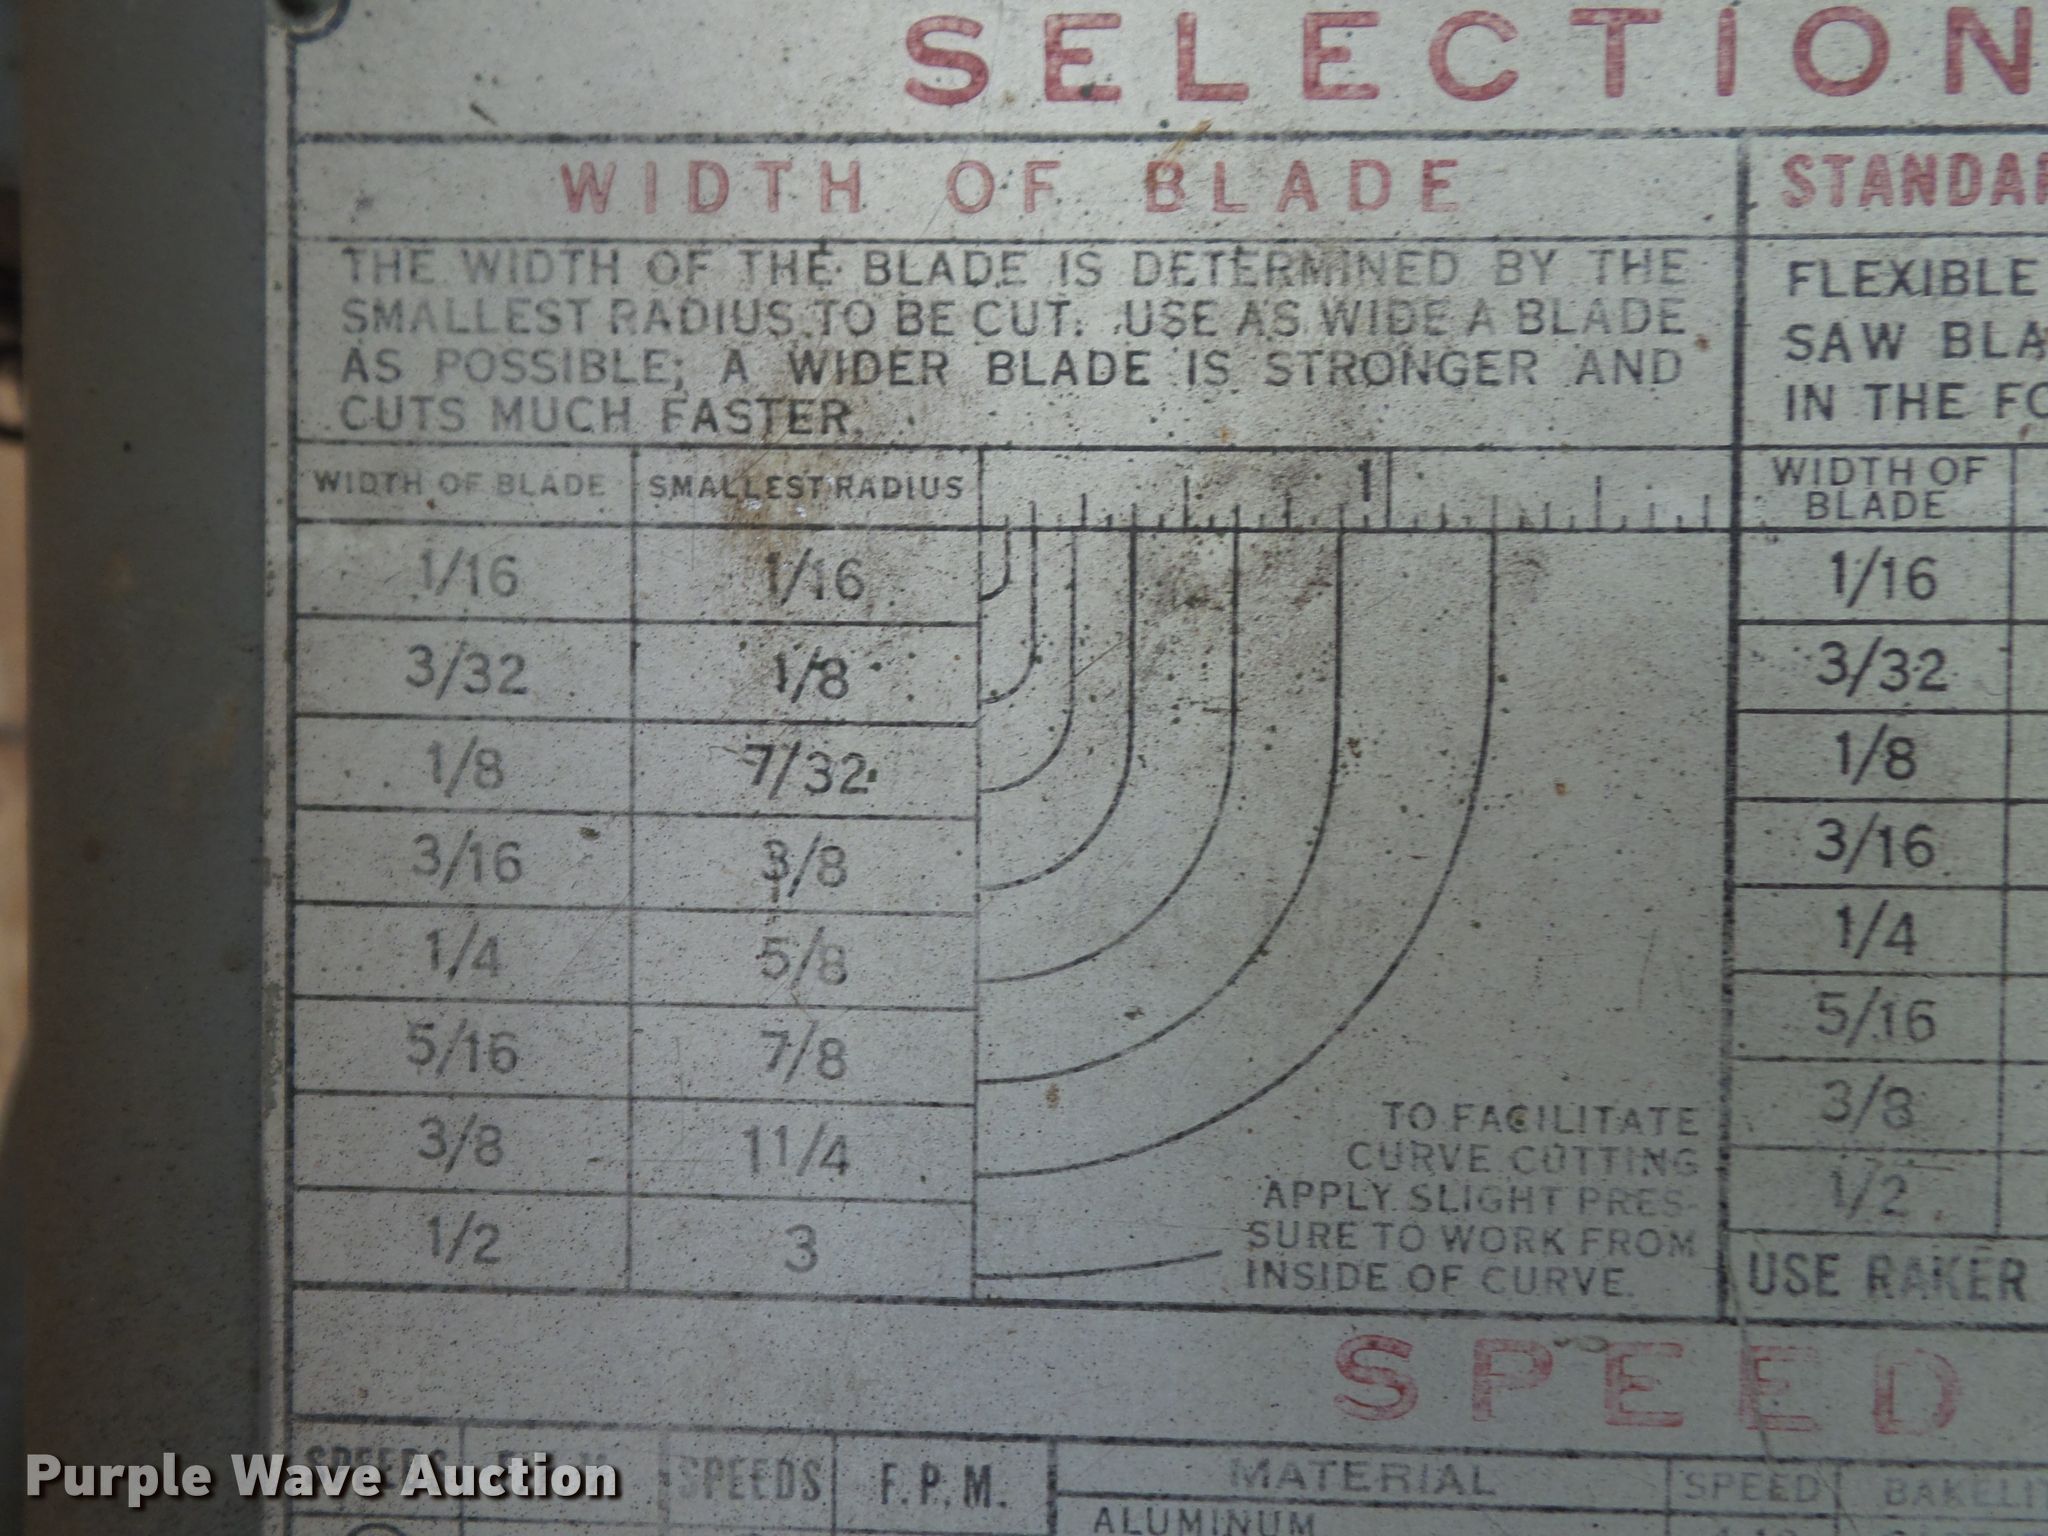 SELECTION
WIDTH OF BLADE
THE WIDTH OF THE BLADE IS DETERMINED BY THE
SMALLEST RADIUS TO BE CUT. USE AS WIDE A BLADE
AS POSSIBLE; A WIDER BLADE IS STRONGER AND
CUTS MUCH FASTER.
WIDTH OF BLADE SMALLEST RADIUS 1
1/16 1/16
3/32 1/8
1/8 7/32
3/16 3/8
1/4 5/8
5/16 7/8
3/8 11/4
1/2 3
TO FACILITATE
CURVE CUTTING
APPLY SLIGHT PRES-
SURE TO WORK FROM
INSIDE OF CURVE.
FLEXIBLE
SAW
IN THE
WIDTH OF
BLADE
1/16
3/32
1/8
3/16
1/4
5/16
3/8
1/2
USE RAKER
SPEED
SPEEDS SPEEDS F.P.M. MATERIAL SPEED
ALUMINUM
Purple Wave Auction